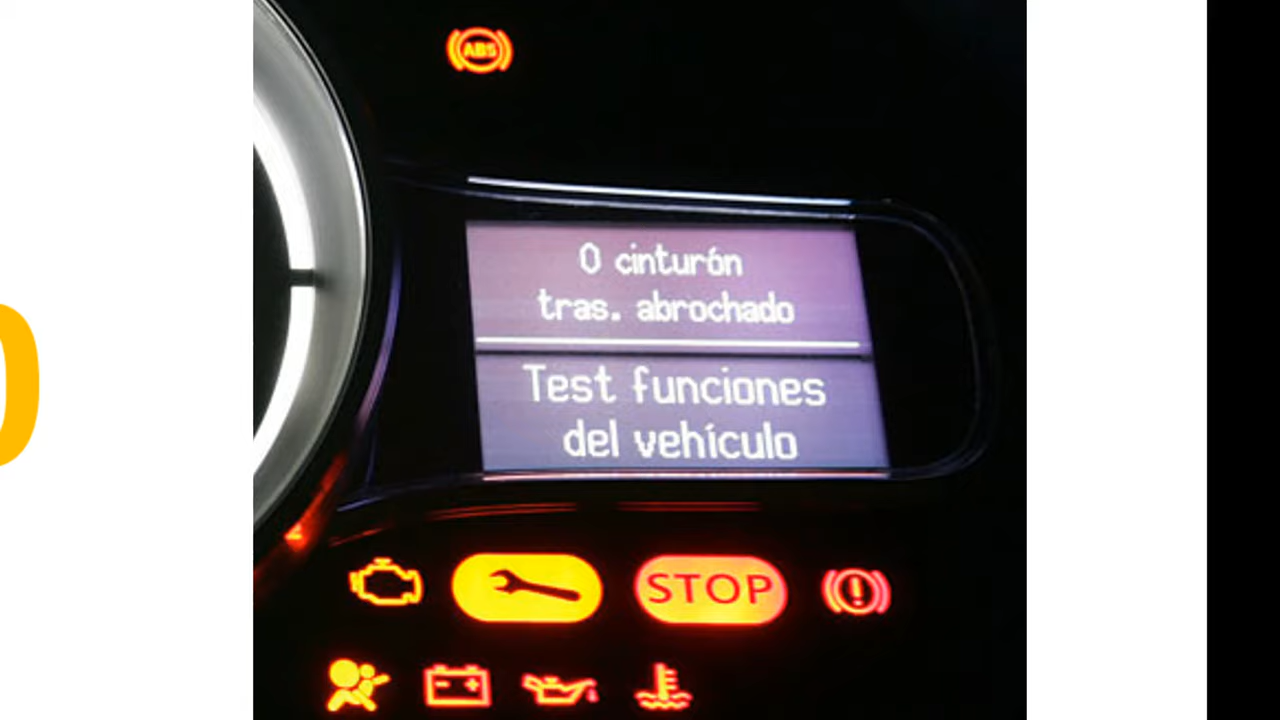 ABS
0 cinturón
tras. abrochado
Test funciones
del vehículo
STOP